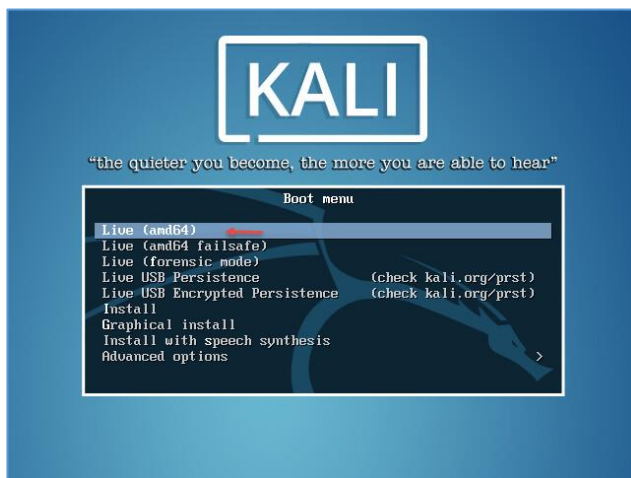 KALI
“the quieter you become, the more you are able to hear”
Boot menu
Live (amd64)
Live (amd64 failsafe)
Live (forensic mode)
Live USB Persistence (check kali.org/prst)
Live USB Encrypted Persistence (check kali.org/prst)
Install
Graphical install
Install with speech synthesis
Advanced options >